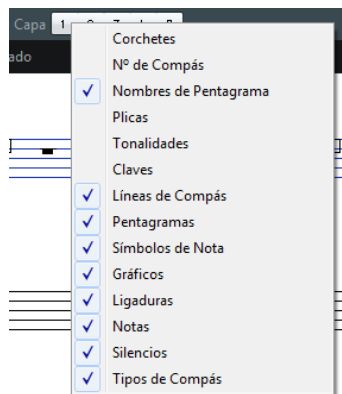 Capa 1
ado
Corchetes
Nº de Compás
Nombres de Pentagrama
Plicas
Tonalidades
Claves
Líneas de Compás
Pentagramas
Símbolos de Nota
Gráficos
Ligaduras
Notas
Silencios
Tipos de Compás